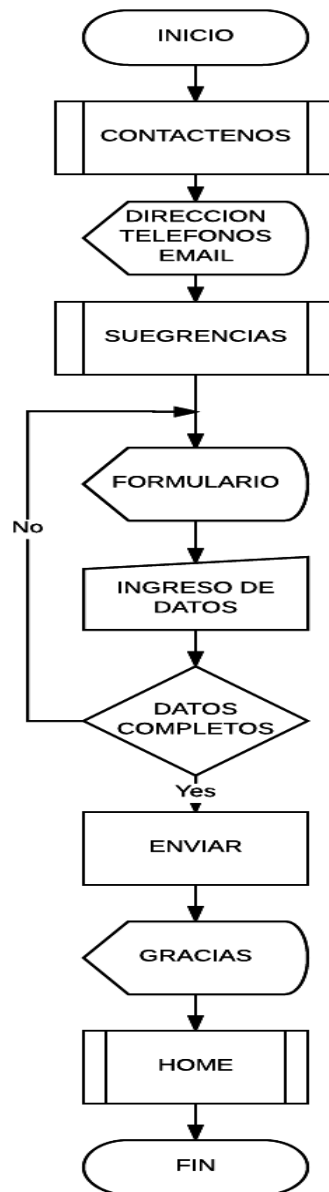 INICIO
CONTACTENOS
DIRECCION
TELEFONOS
EMAIL
SUEGRENCIAS
FORMULARIO
No
INGRESO DE
DATOS
DATOS
COMPLETOS
Yes
ENVIAR
GRACIAS
HOME
FIN